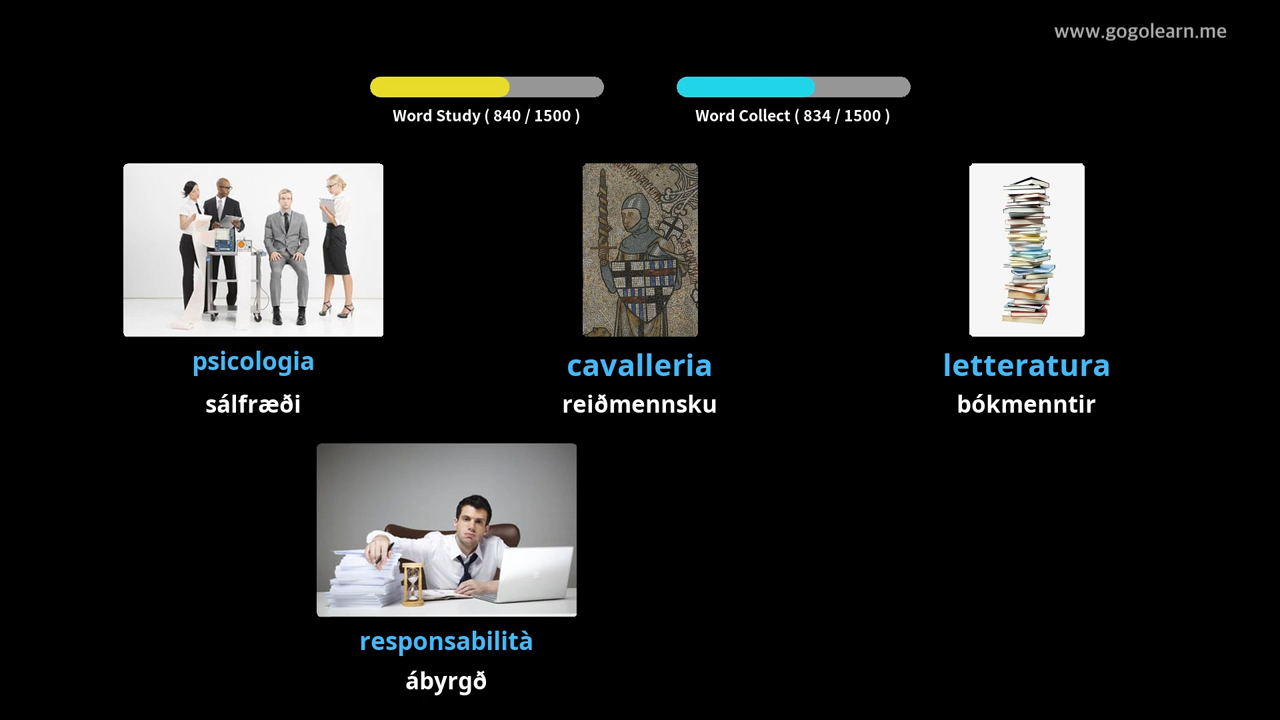 www.gogolearn.me
Word Study ( 840 / 1500 )
Word Collect ( 834 / 1500 )
psicologia
sálfræði
cavalleria
reiðmennsku
letteratura
bókmenntir
responsabilità
ábyrgð